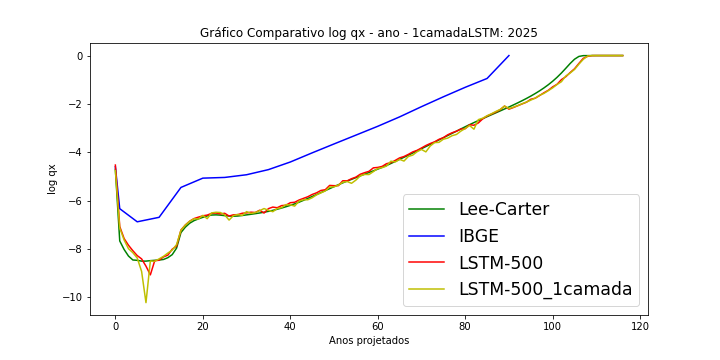 Gráfico Comparativo log qx - ano - 1camadaLSTM: 2025
log qx
0
−2
−4
−6
−8
−10
Lee-Carter
IBGE
LSTM-500
LSTM-500_1camada
0 20 40 60 80 100 120
Anos projetados